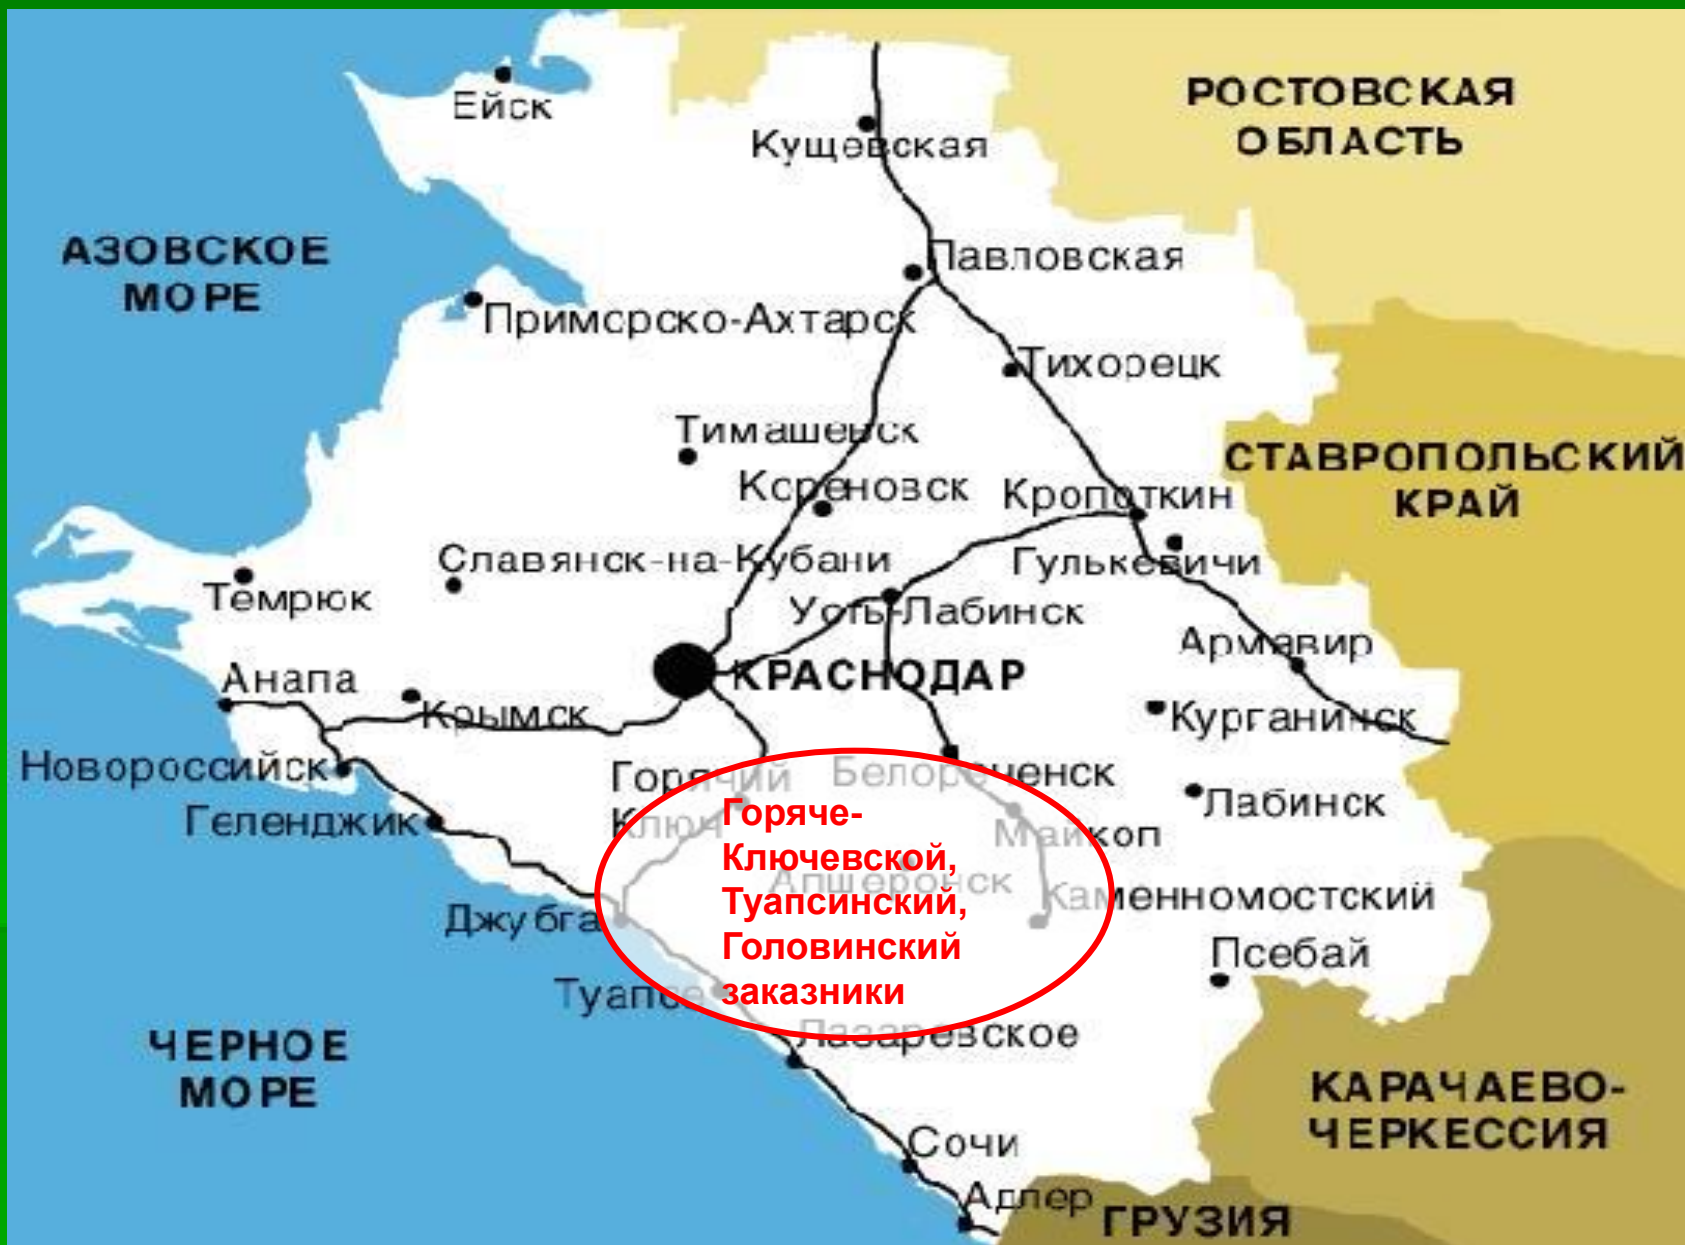 Ейск
Кущевская
РОСТОВСКАЯ
ОБЛАСТЬ
АЗОВСКОЕ
МОРЕ
Павловская
Приморско-Ахтарск
Тихорецк
Тимашевск
Кореновск
Кропоткин
СТАВРОПОЛЬСКИЙ
КРАЙ
Славянск-на-Кубани
Гулькевичи
Темрюк
Усть-Лабинск
Армавир
Анапа
КРАСНОДАР
Крымск
Курганинск
Новороссийск
Горячий
Ключ
Белореченск
Лабинск
Геленджик
Майкоп
Горяче-
Ключевской,
Туапсинский,
Головинский
заказники
Апшеронск
Каменномостский
Джубга
Псебай
Туапсе
Лазаревское
ЧЕРНОЕ
МОРЕ
КАРАЧАЕВО-
ЧЕРКЕССИЯ
Сочи
Адлер
ГРУЗИЯ